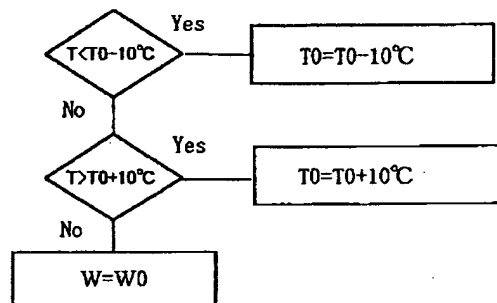 Yes
T<T0-10℃
T0=T0-10℃
No
Yes
T>T0+10℃
T0=T0+10℃
No
W=W0